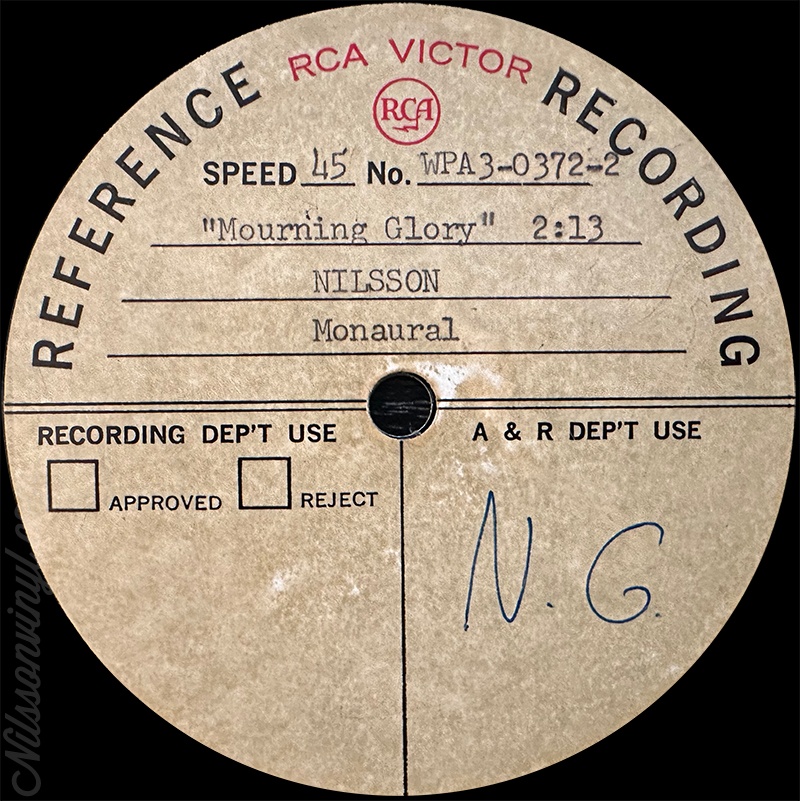 RCA VICTOR
REFERENCE RECORDING
RCA
SPEED 45 No. WPA3-0372-2
"Mourning Glory" 2:13
NILSSON
Monaural
RECORDING DEP'T USE
A & R DEP'T USE
APPROVED REJECT
N. G.
Nilssonvinyl.co